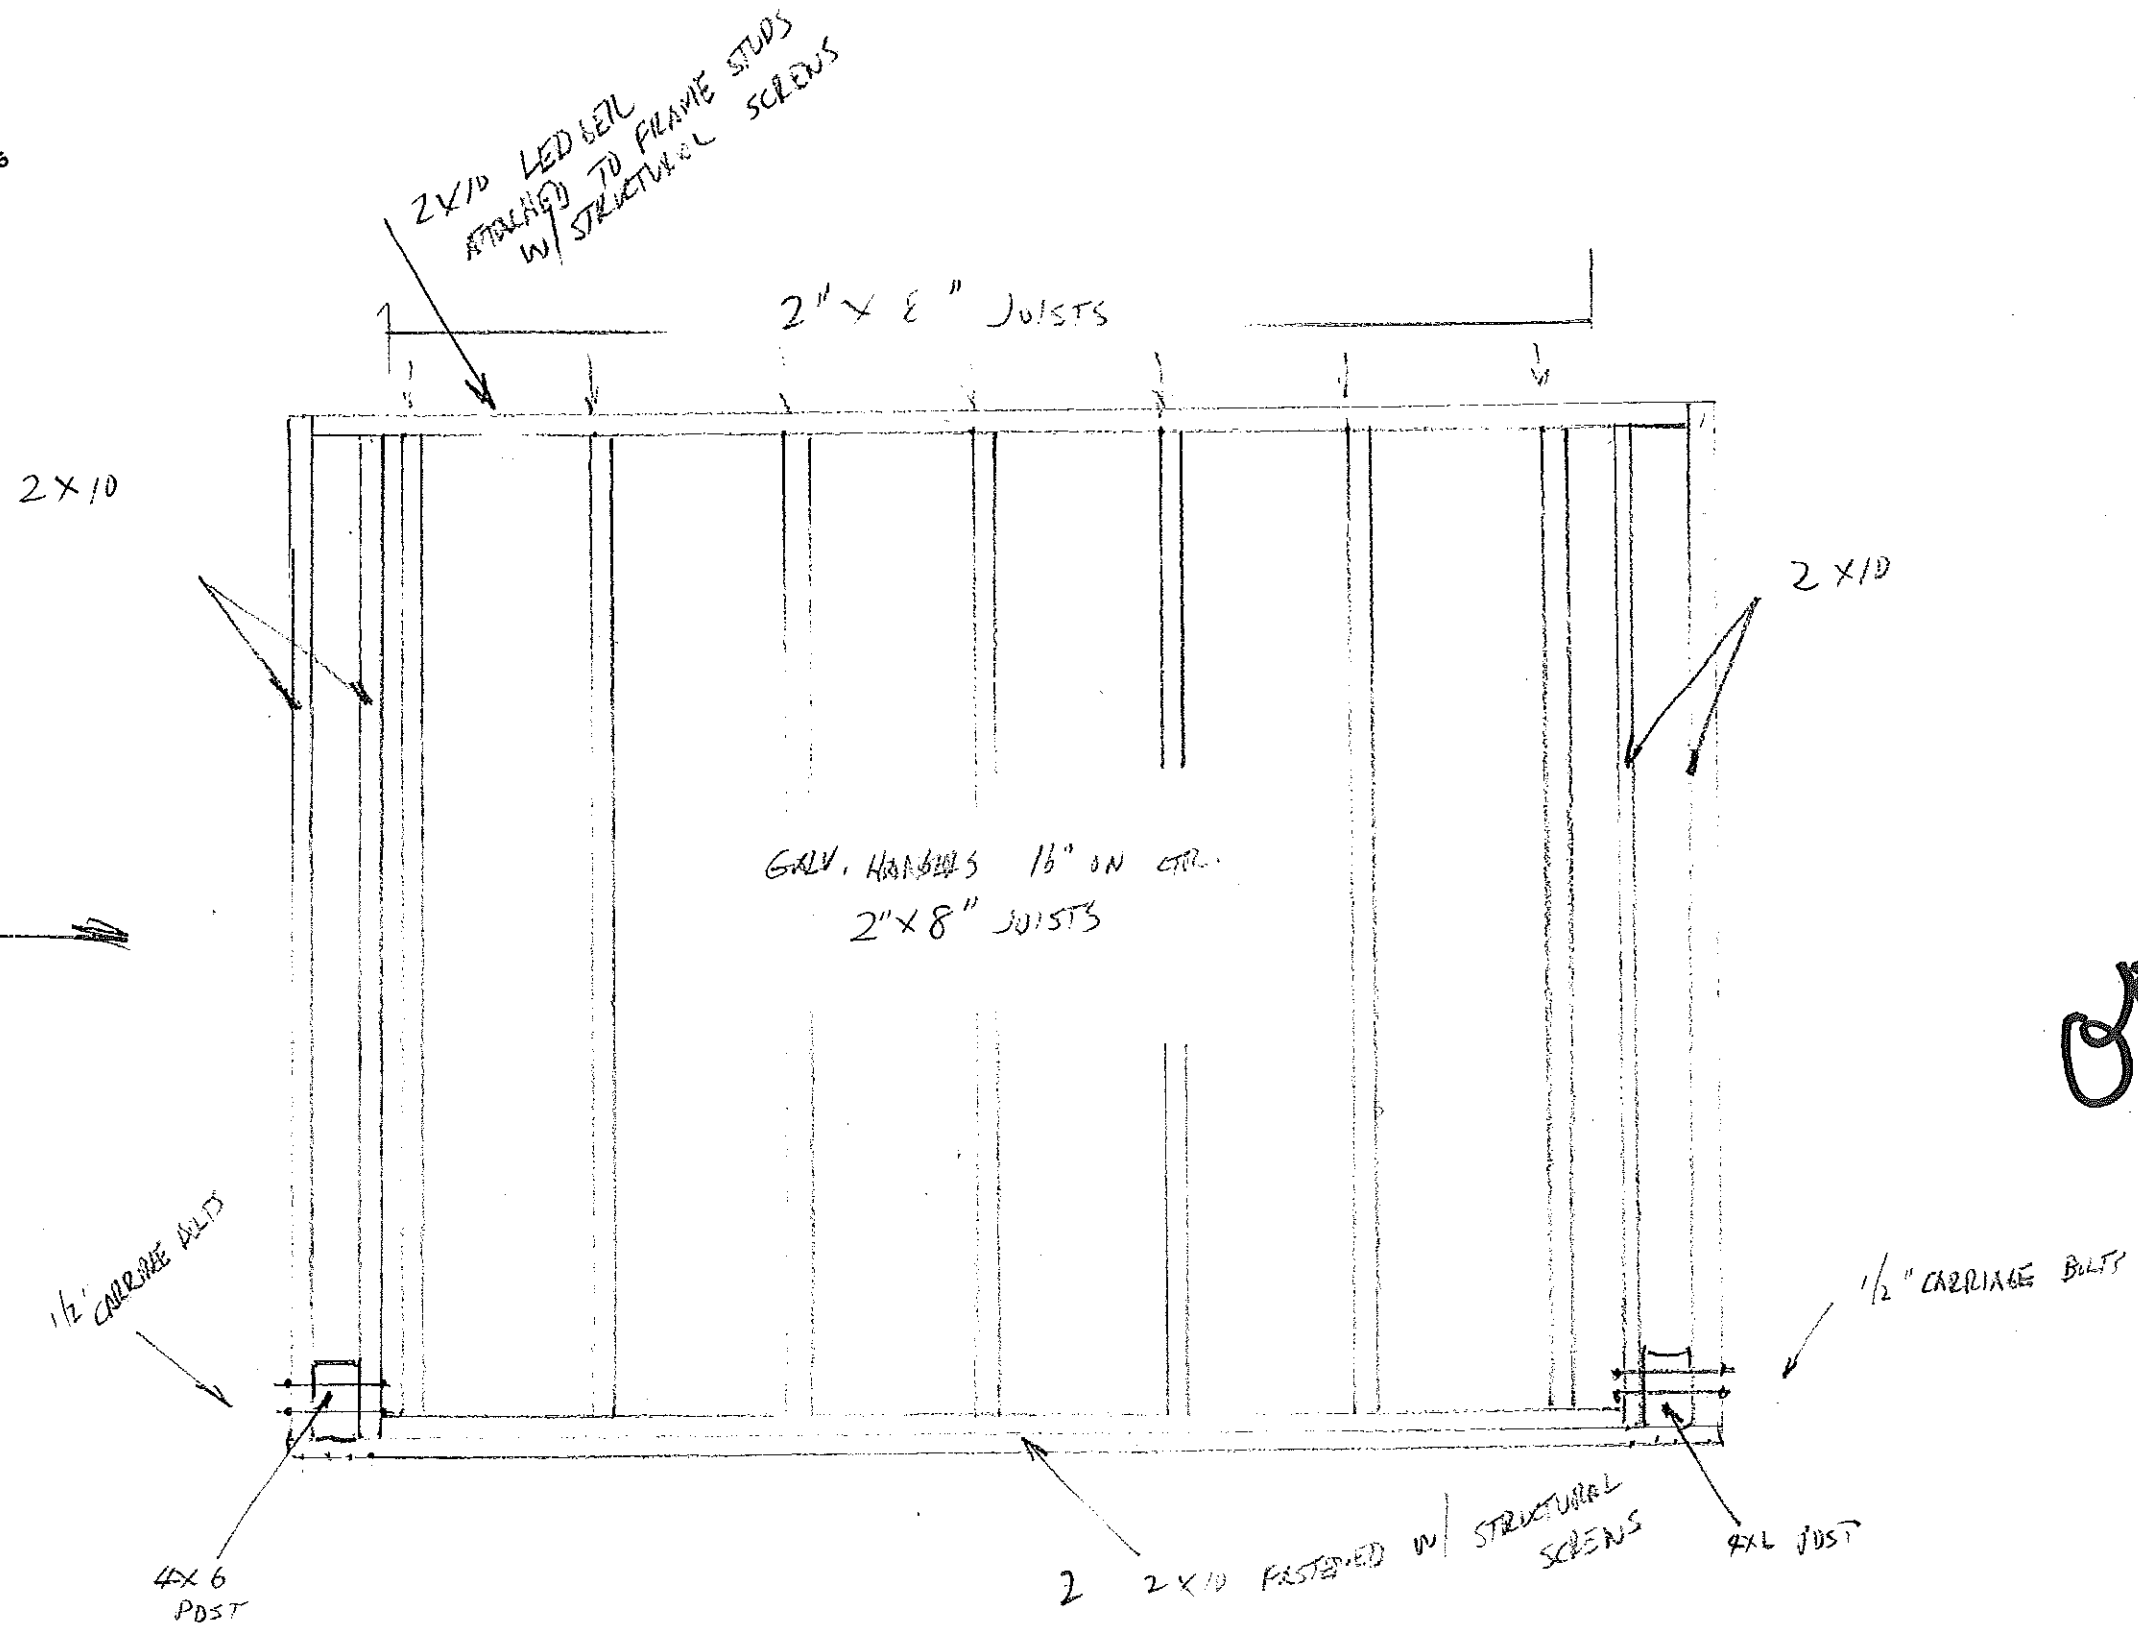 2X10 LEDGER
ATTACHED TO FRAME STUDS
W/ STRUCTURAL SCREWS
2" X 8" JOISTS
2X10
2X10
GALV. HANGERS 16" ON CTR.
2"X8" JOISTS
1/2" CARRIAGE BOLTS
1/2" CARRIAGE BOLTS
4X6
POST
2 2X10 FASTENED W/ STRUCTURAL
SCREWS
4X6 POST